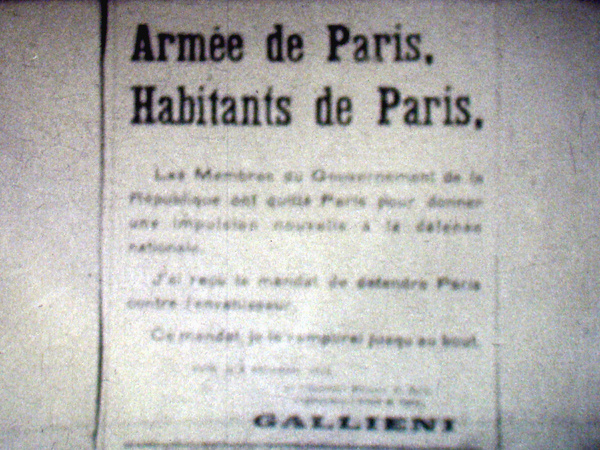 Armée de Paris,
Habitants de Paris,
Les Membres du Gouvernement de la
République ont quitté Paris pour donner
une impulsion nouvelle à la défense
nationale.
J'ai reçu le mandat de défendre Paris
contre l'envahisseur.
Ce mandat, je le remplirai jusqu'au bout.
GALLIENI